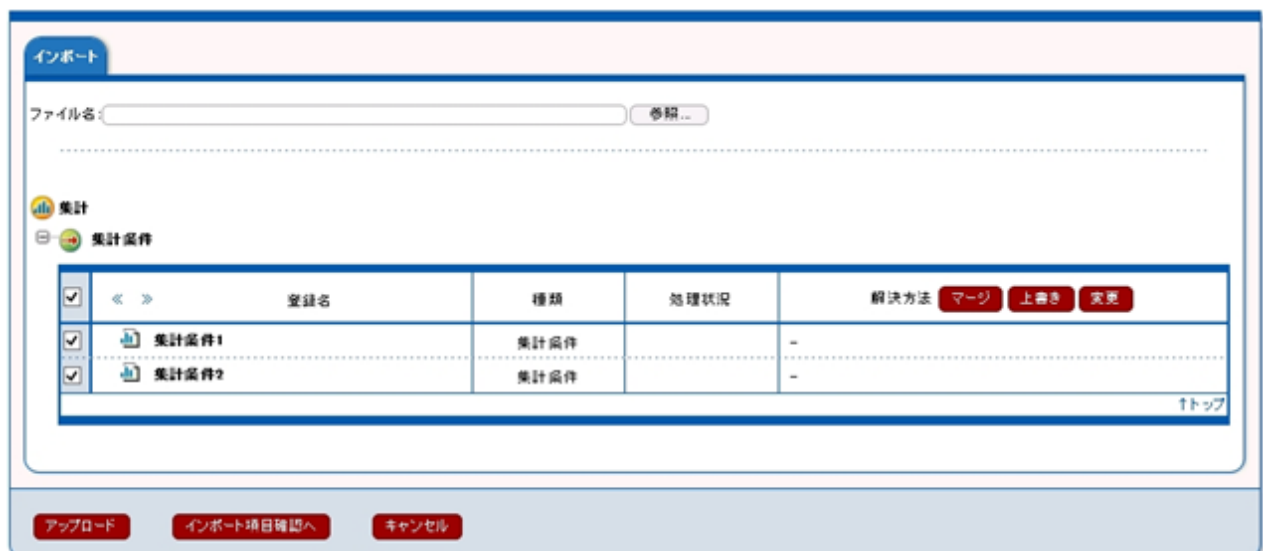 インポート
ファイル名: 参照...
集計
集計条件
≪ ≫ 登録名 種類 処理状況 解決方法 マージ 上書き 変更
集計条件1 集計条件 -
集計条件2 集計条件 -
↑トップ
アップロード インポート項目確認へ キャンセル